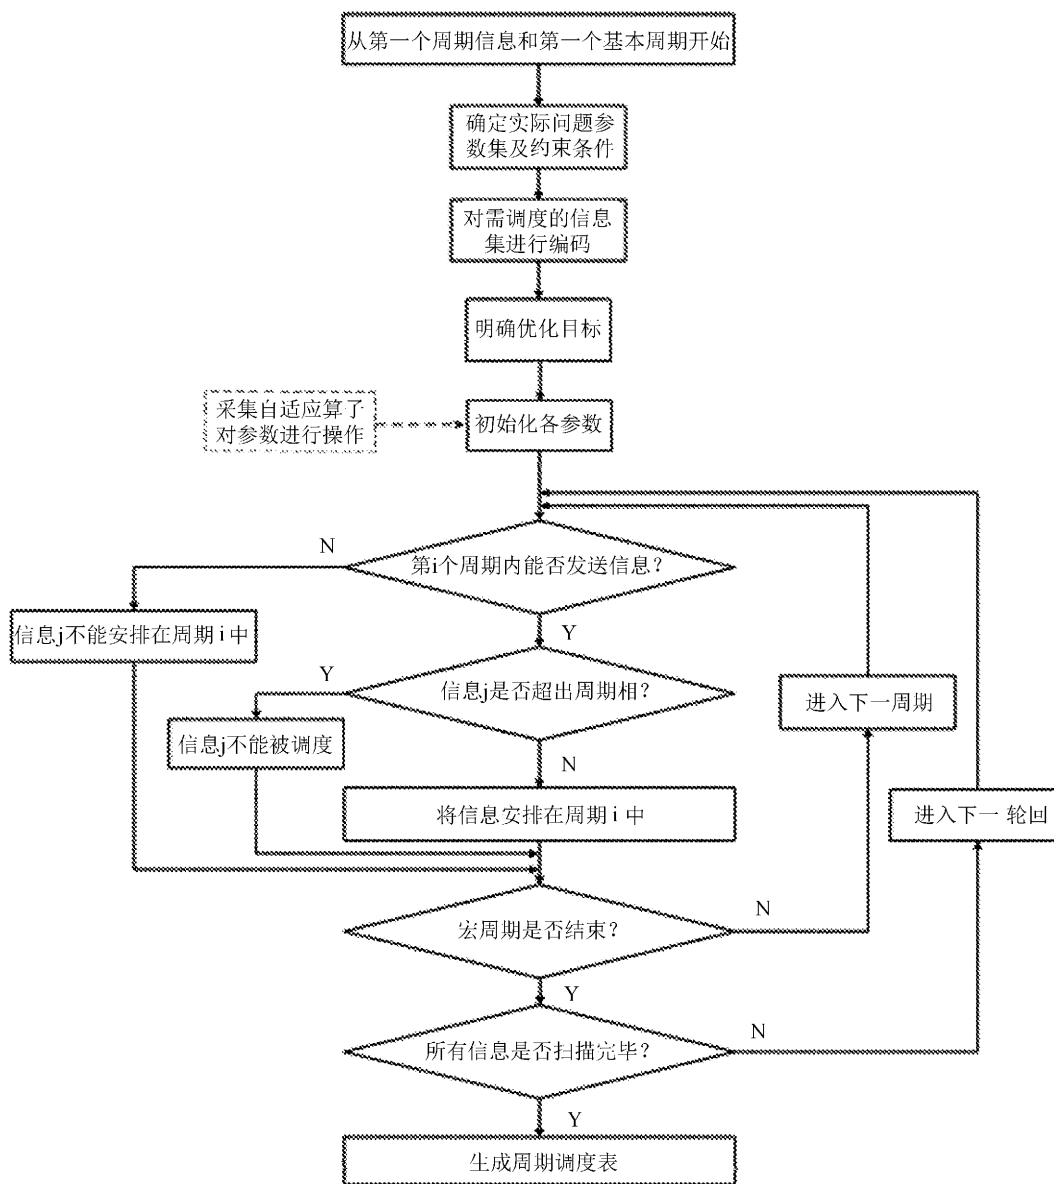 从第一个周期信息和第一个基本周期开始
确定实际问题参
数集及约束条件
对需调度的信息
集进行编码
明确优化目标
采集自适应算子
对参数进行操作
初始化各参数
N
第i个周期内能否发送信息?
信息j不能安排在周期i中
Y
Y
信息j是否超出周期相?
进入下一周期
信息j不能被调度
N
将信息安排在周期i中
进入下一 轮回
N
宏周期是否结束?
Y
N
所有信息是否扫描完毕?
Y
生成周期调度表